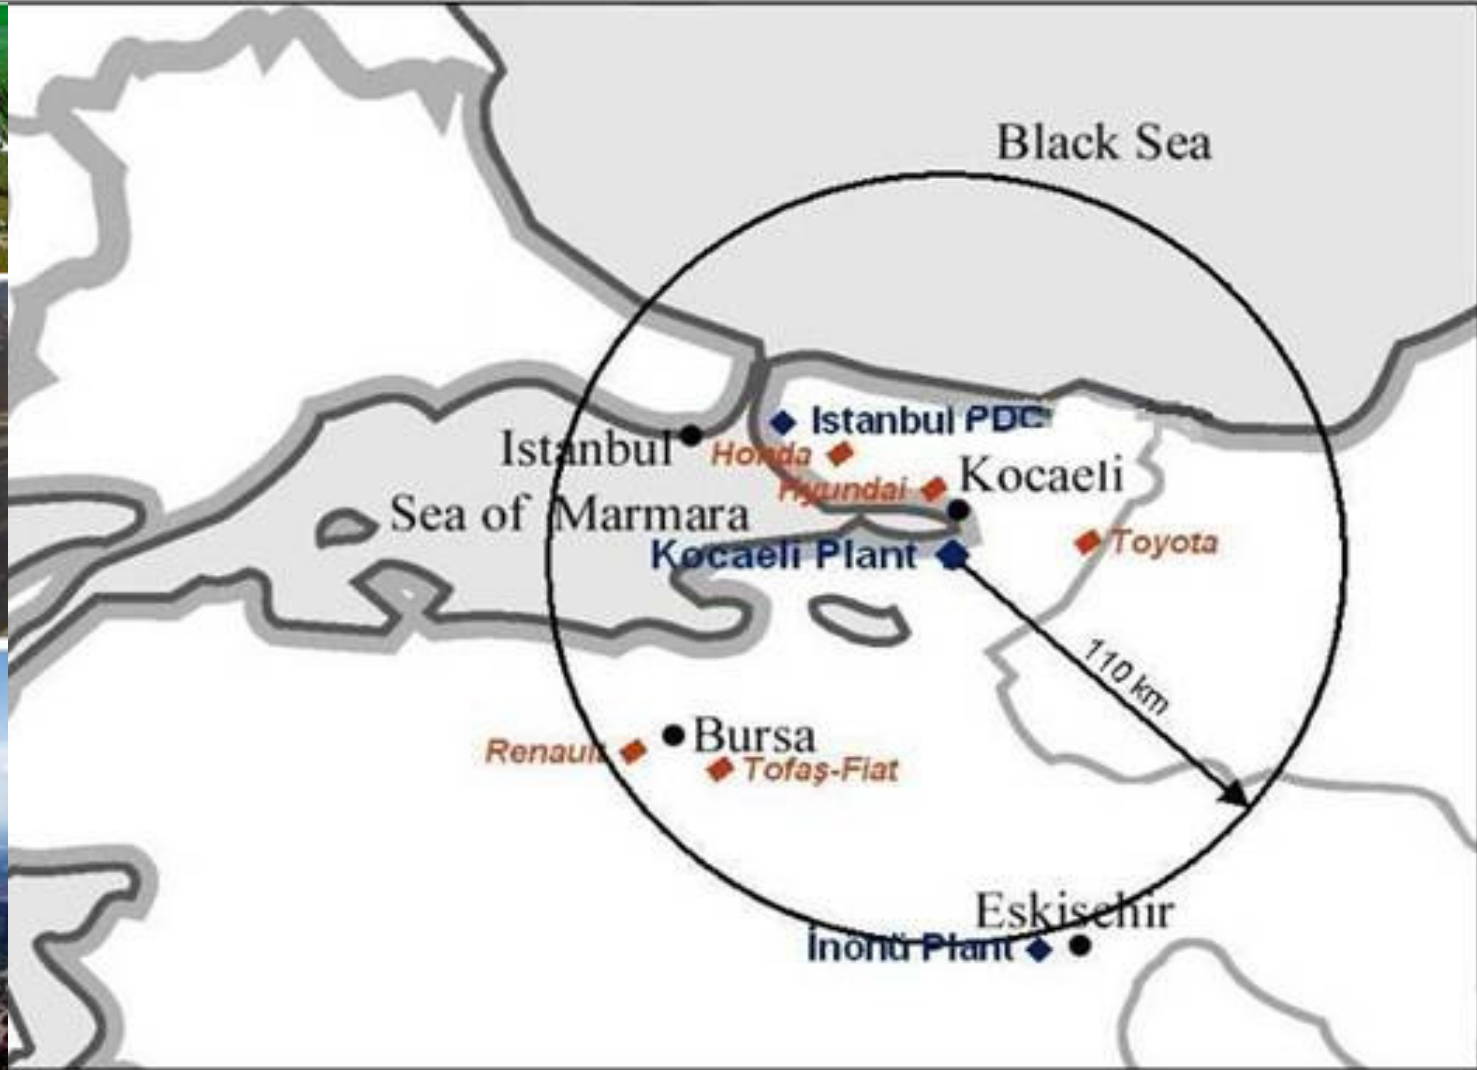 Black Sea
Istanbul PDC
Istanbul
Honda
Kocaeli
Hyundai
Sea of Marmara
Kocaeli Plant
Toyota
110 km
Bursa
Renault
Tofaş-Fiat
Eskisehir
İnönü Plant